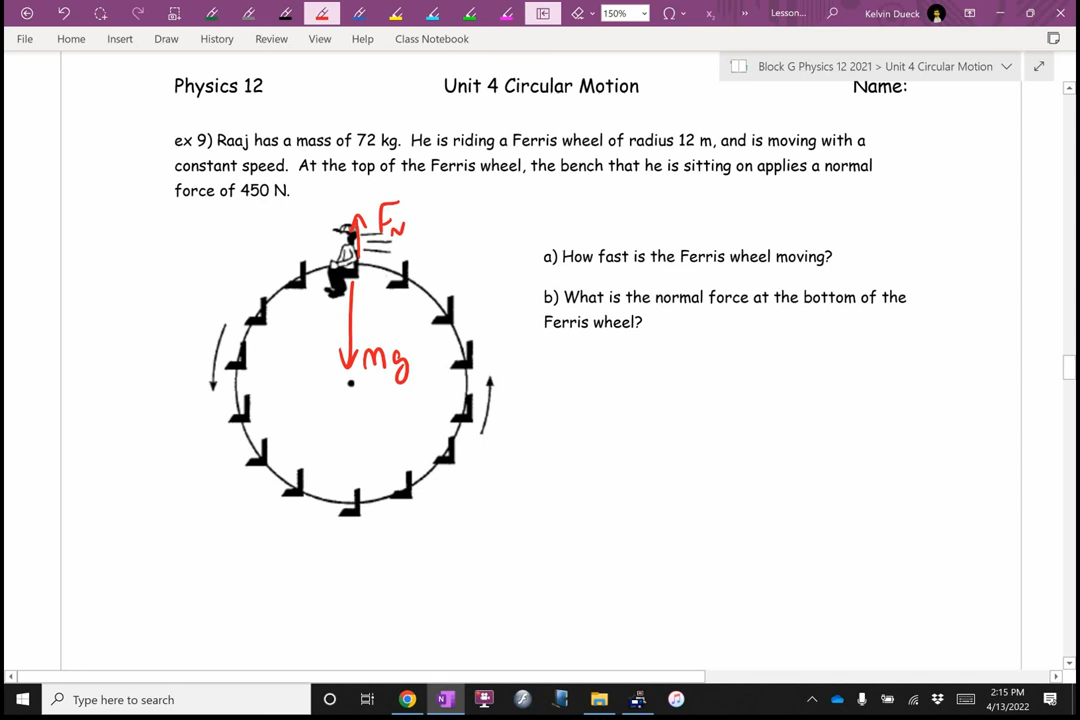 150%
Lesson...
Kelvin Dueck
File Home Insert Draw History Review View Help Class Notebook
Block G Physics 12 2021 > Unit 4 Circular Motion
Physics 12 Unit 4 Circular Motion Name:
ex 9) Raaj has a mass of 72 kg. He is riding a Ferris wheel of radius 12 m, and is moving with a
constant speed. At the top of the Ferris wheel, the bench that he is sitting on applies a normal
force of 450 N.
FN
a) How fast is the Ferris wheel moving?
b) What is the normal force at the bottom of the
Ferris wheel?
mg
Type here to search
2:15 PM
4/13/2022